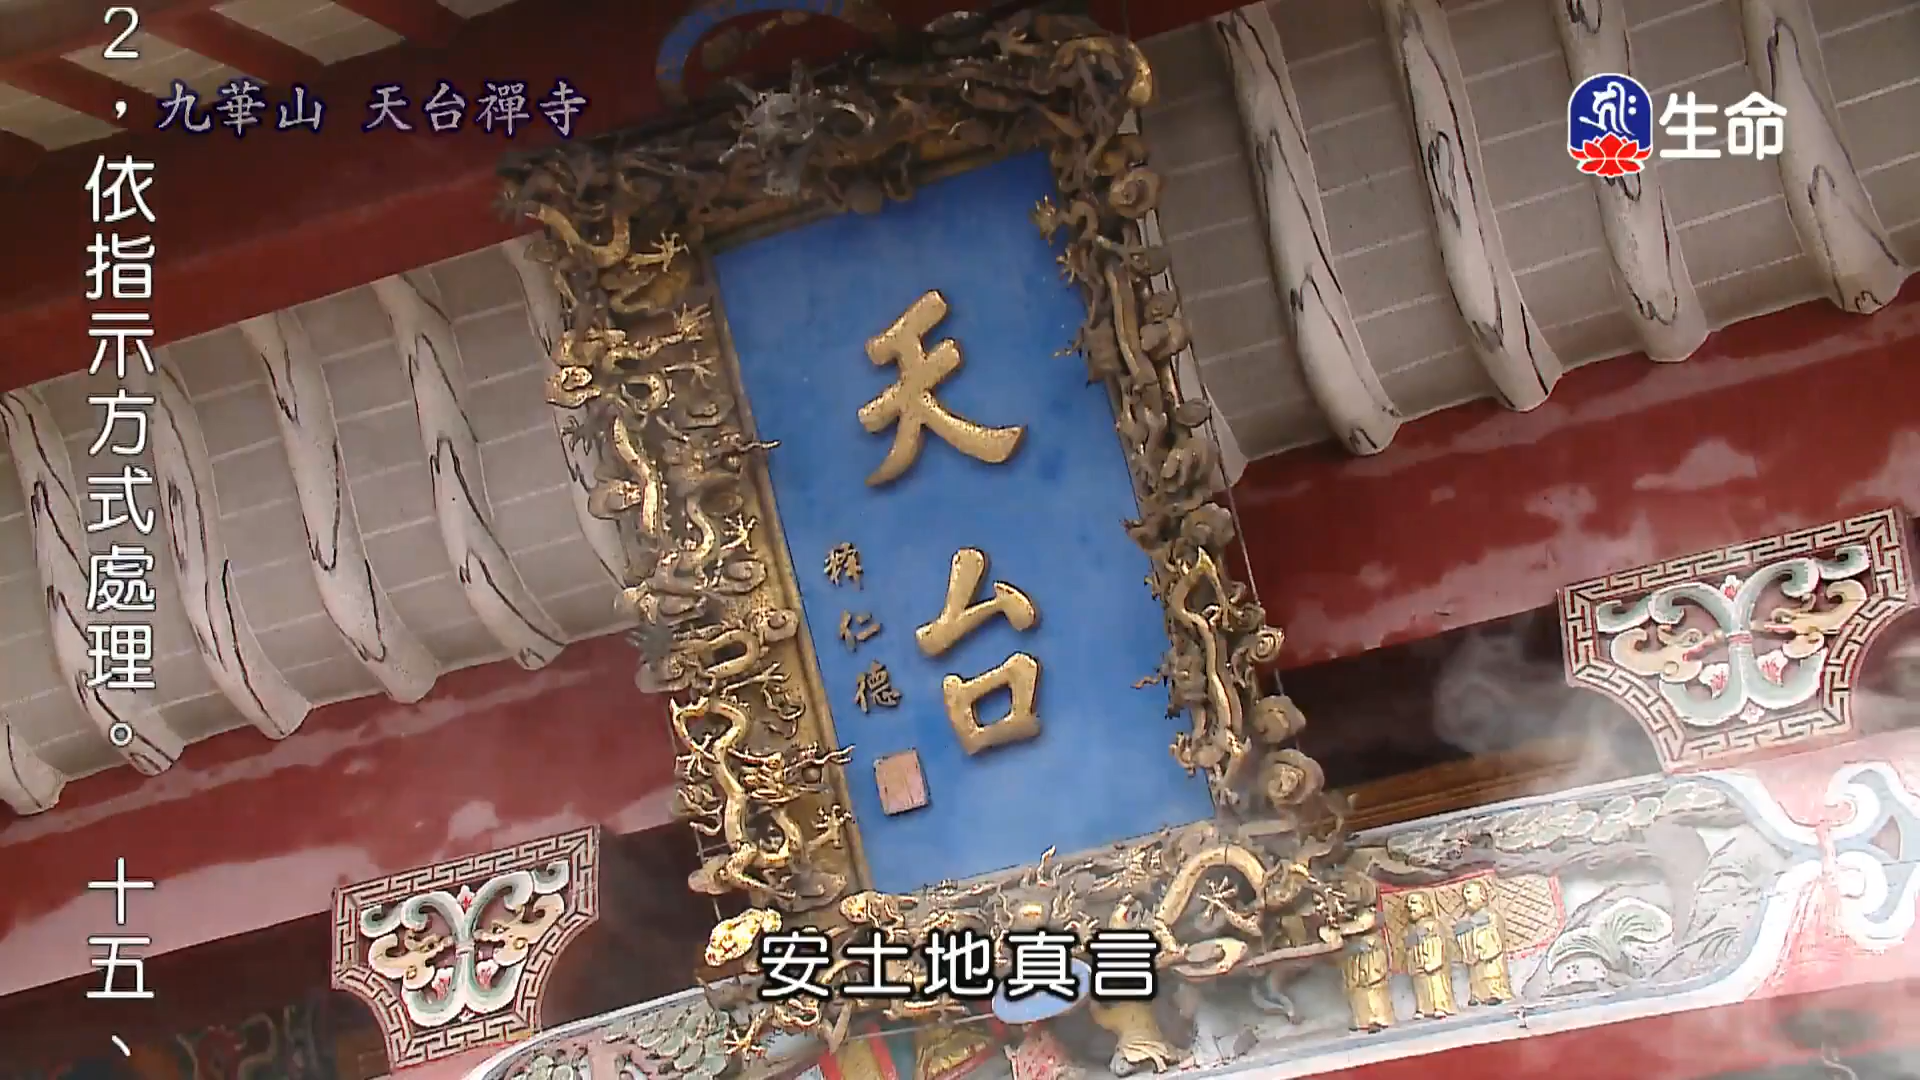 2，依指示方式處理。 十五、
九華山 天台禪寺
生命
天台
釋仁德
安土地真言